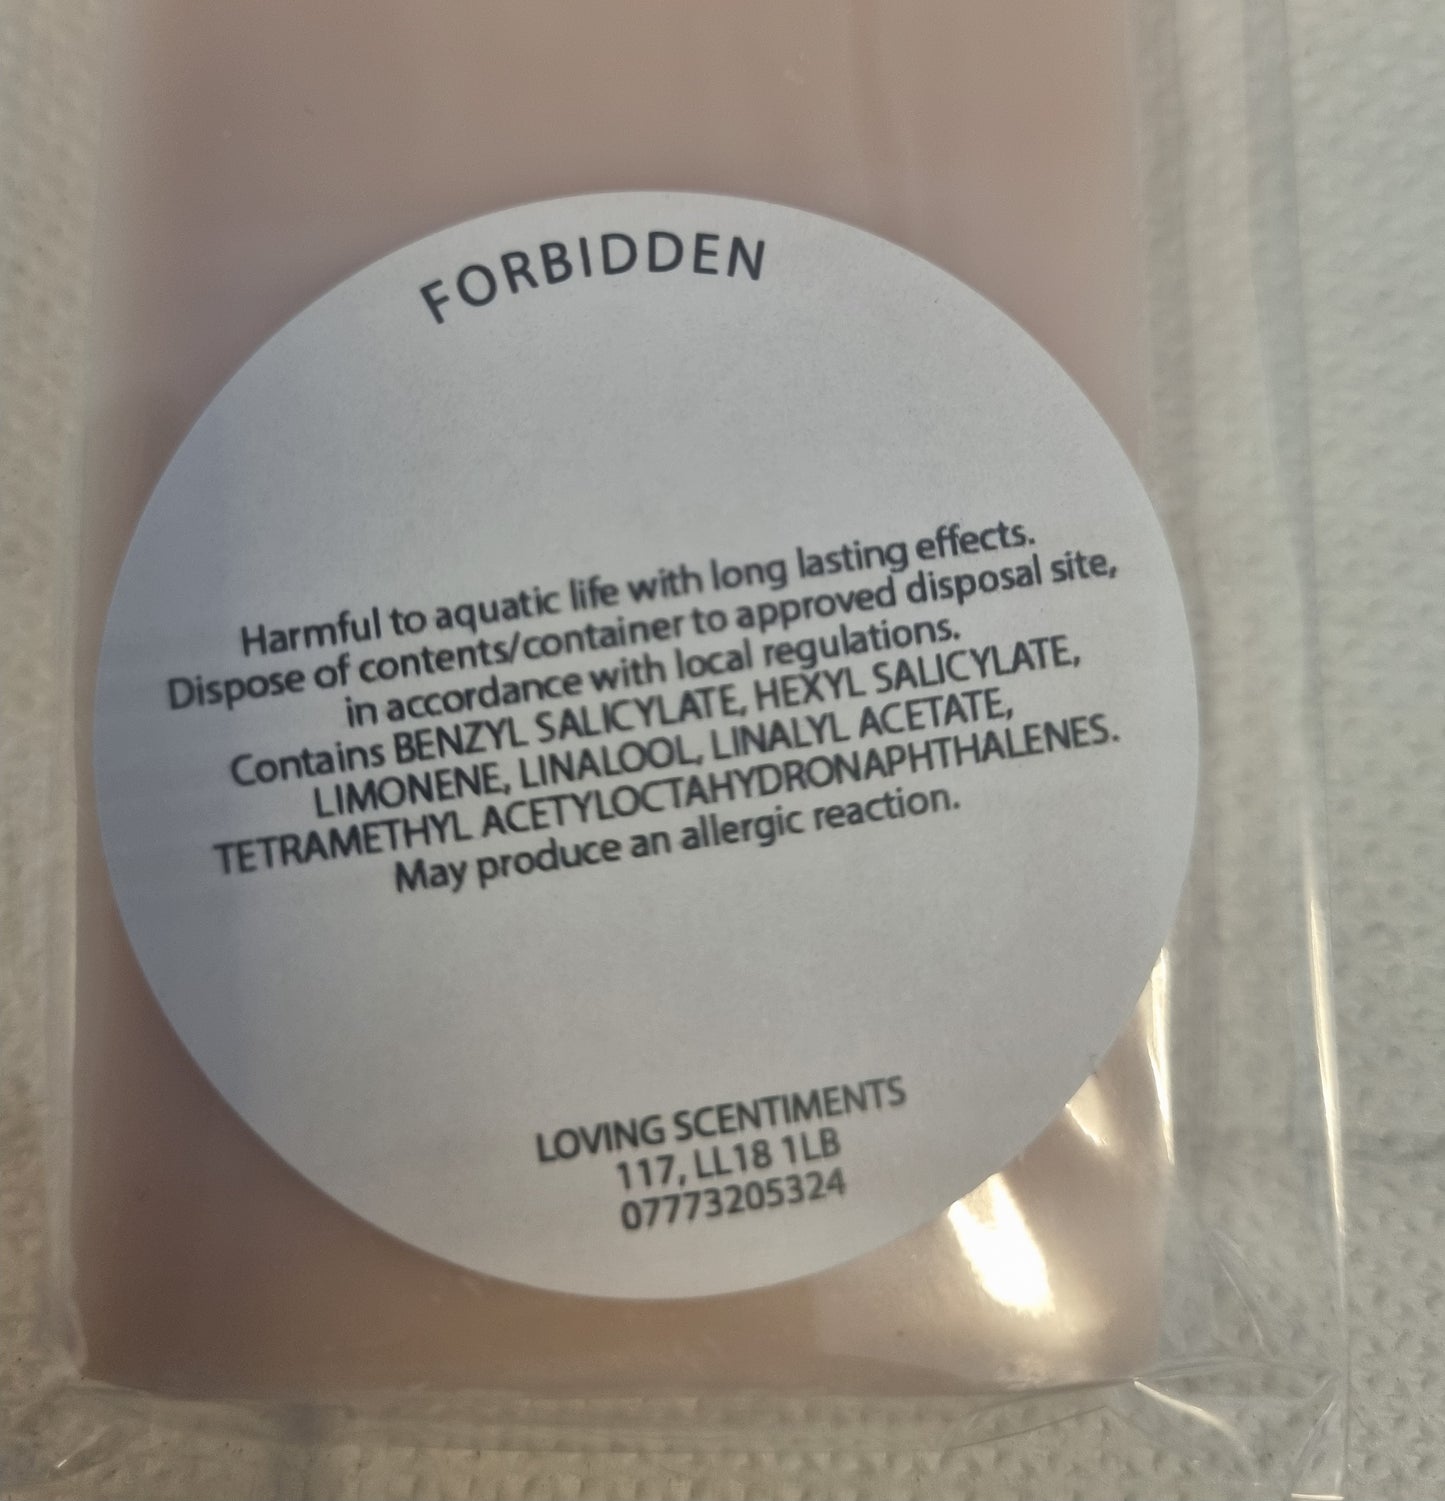 FORBIDDEN
Harmful to aquatic life with long lasting effects.
Dispose of contents/container to approved disposal site,
in accordance with local regulations.
Contains BENZYL SALICYLATE, HEXYL SALICYLATE,
LIMONENE, LINALOOL, LINALYL ACETATE,
TETRAMETHYL ACETYLOCTAHYDRONAPHTHALENES.
May produce an allergic reaction.
LOVING SCENTIMENTS
117, LL18 1LB
07773205324